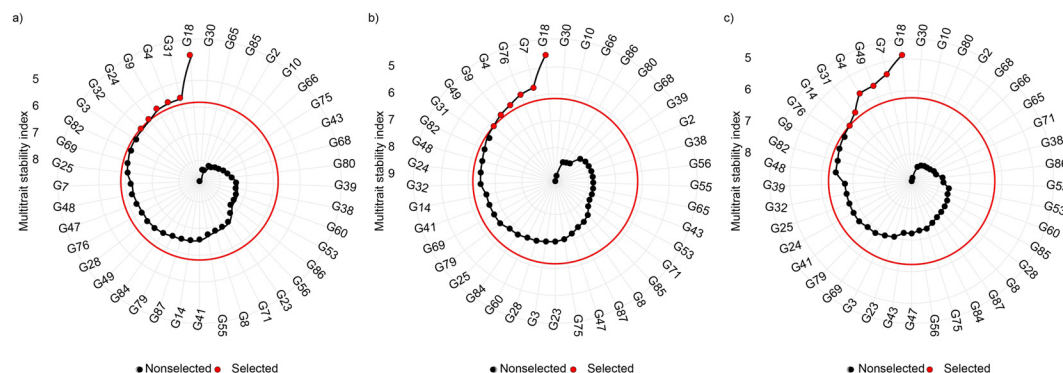 a)
Multitrait stability index
5
6
7
8
G18
G30
G65
G85
G2
G10
G66
G75
G43
G68
G80
G39
G38
G60
G53
G86
G56
G23
G71
G8
G55
G41
G14
G87
G79
G84
G49
G28
G76
G47
G48
G7
G25
G69
G82
G3
G32
G24
G9
G4
G31
Nonselected Selected
b)
Multitrait stability index
5
6
7
8
9
G18
G30
G10
G66
G86
G80
G68
G39
G2
G38
G56
G55
G65
G43
G53
G71
G85
G8
G87
G47
G75
G23
G3
G28
G60
G84
G25
G79
G69
G41
G14
G32
G24
G48
G82
G31
G49
G9
G4
G76
G7
Nonselected Selected
c)
Multitrait stability index
5
6
7
8
G18
G30
G10
G80
G2
G68
G66
G65
G71
G38
G86
G53
G60
G85
G28
G8
G87
G84
G75
G56
G47
G43
G23
G3
G69
G79
G41
G24
G25
G32
G39
G48
G82
G9
G76
G14
G31
G4
G49
G7
Nonselected Selected